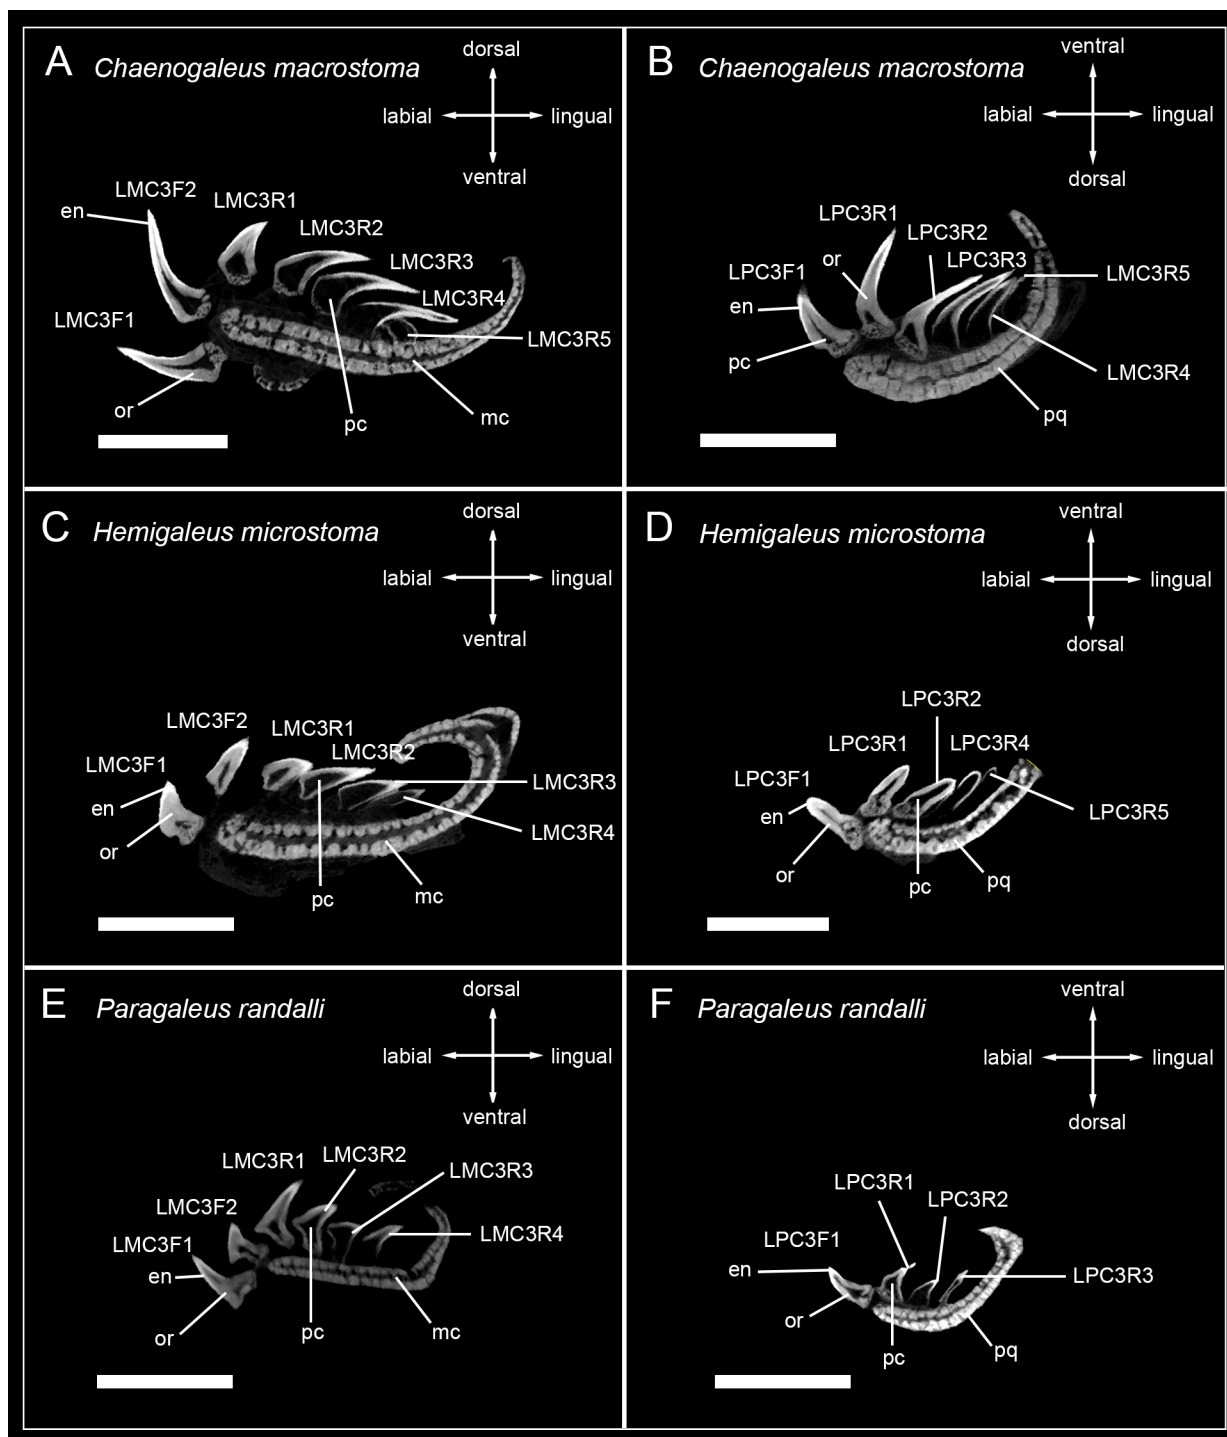 A Chaenogaleus macrostoma
dorsal
labial lingual
ventral
LMC3F2
LMC3R1
en
LMC3R2
LMC3R3
LMC3R4
LMC3F1
LMC3R5
or
pc
mc
B Chaenogaleus macrostoma
ventral
labial lingual
dorsal
LPC3R1
LPC3R2
or
LPC3R3
LPC3F1
LMC3R5
en
pc
LMC3R4
pq
C Hemigaleus microstoma
dorsal
labial lingual
ventral
LMC3F2
LMC3R1
LMC3R2
LMC3F1
LMC3R3
en
LMC3R4
or
pc
mc
D Hemigaleus microstoma
ventral
labial lingual
dorsal
LPC3R2
LPC3R1
LPC3R4
LPC3F1
en
LPC3R5
or
pc
pq
E Paragaleus randalli
dorsal
labial lingual
ventral
LMC3R1
LMC3R2
LMC3R3
LMC3F2
LMC3R4
LMC3F1
en
or
pc
mc
F Paragaleus randalli
ventral
labial lingual
dorsal
LPC3R1
LPC3R2
LPC3F1
en
LPC3R3
or
pc
pq